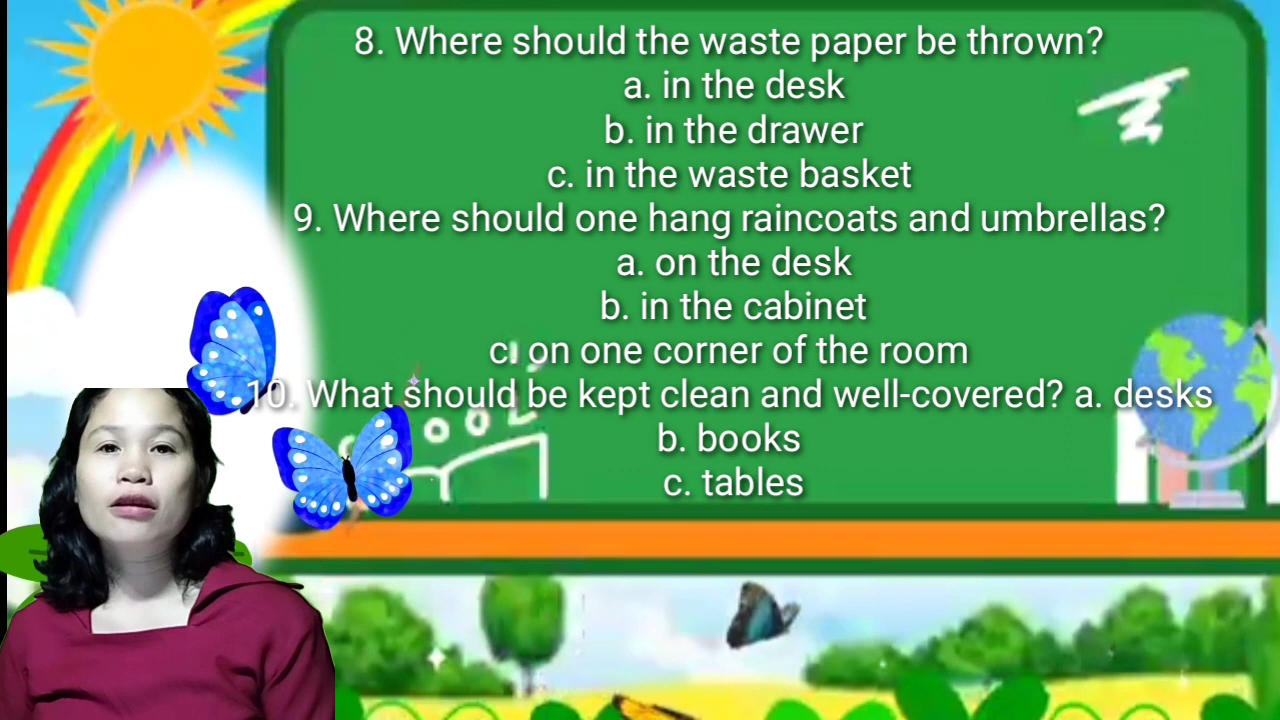 8. Where should the waste paper be thrown?
a. in the desk
b. in the drawer
c. in the waste basket
9. Where should one hang raincoats and umbrellas?
a. on the desk
b. in the cabinet
c. on one corner of the room
10. What should be kept clean and well-covered? a. desks
b. books
c. tables